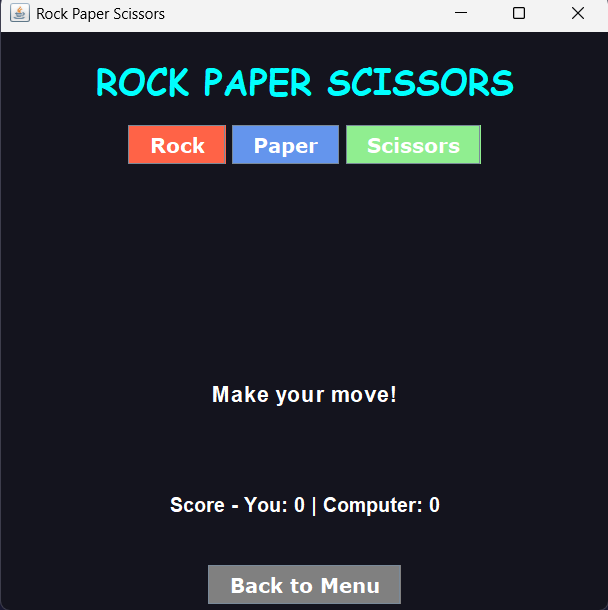 Rock Paper Scissors
ROCK PAPER SCISSORS
Rock Paper Scissors
Make your move!
Score - You: 0 | Computer: 0
Back to Menu